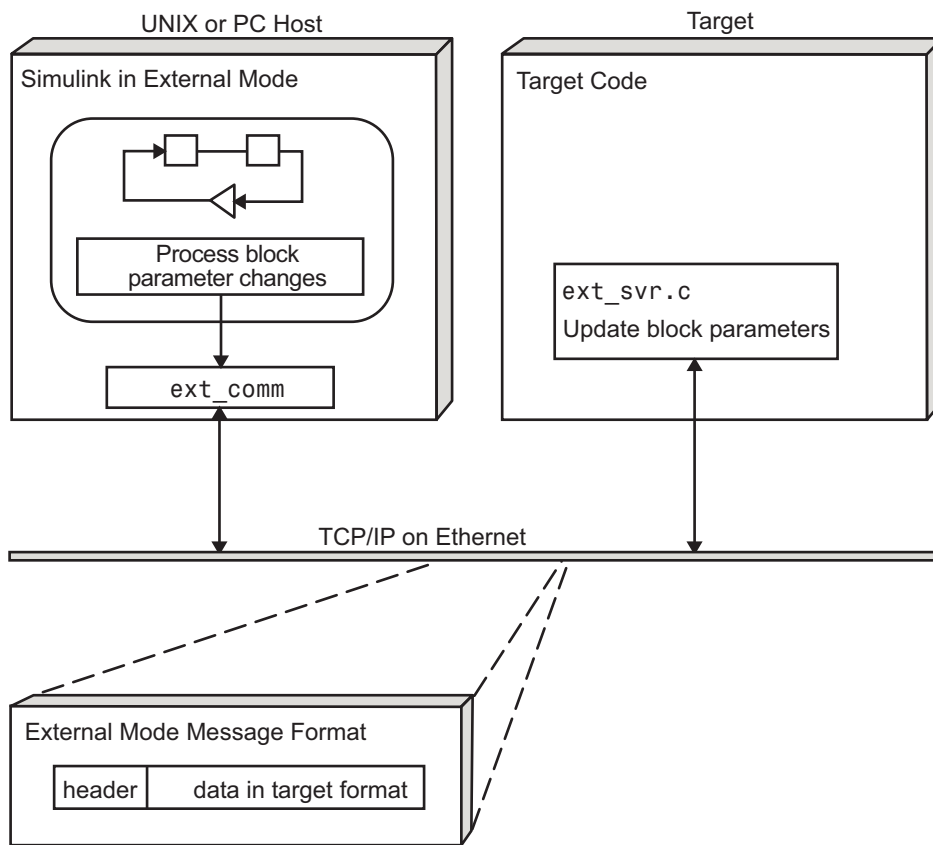 UNIX or PC Host
Target
Simulink in External Mode
Target Code
Process block
parameter changes
ext_comm
ext_svr.c
Update block parameters
TCP/IP on Ethernet
External Mode Message Format
header
data in target format